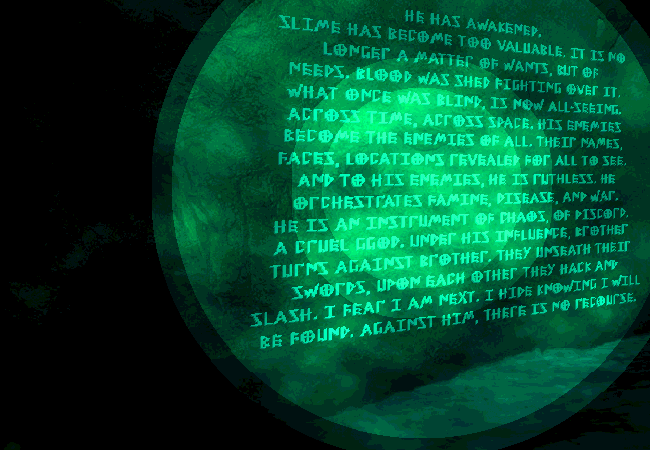 HE HAS AWAKENED.
SLIME HAS BECOME TOO VALUABLE. IT IS NO
LONGER A MATTER OF WANTS, BUT OF
NEEDS. BLOOD WAS SHED FIGHTING OVER IT.
WHAT ONCE WAS BLIND, IS NOW ALL-SEEING.
ACROSS TIME, ACROSS SPACE. HIS ENEMIES
BECOME THE ENEMIES OF ALL. THEIR NAMES,
FACES, LOCATIONS REVEALED FOR ALL TO SEE.
AND TO HIS ENEMIES, HE IS RUTHLESS. HE
ORCHESTRATES FAMINE, DISEASE, AND WAR.
HE IS AN INSTRUMENT OF CHAOS, OF DISCORD.
A CRUEL GGOD. UNDER HIS INFLUENCE, BROTHER
TURNS AGAINST BROTHER. THEY UNSEATH THEIR
SWORDS, UPON EACH OTHER THEY HACK AND
SLASH. I FEAR I AM NEXT. I HIDE KNOWING I WILL
BE FOUND. AGAINST HIM, THERE IS NO RECOURSE.